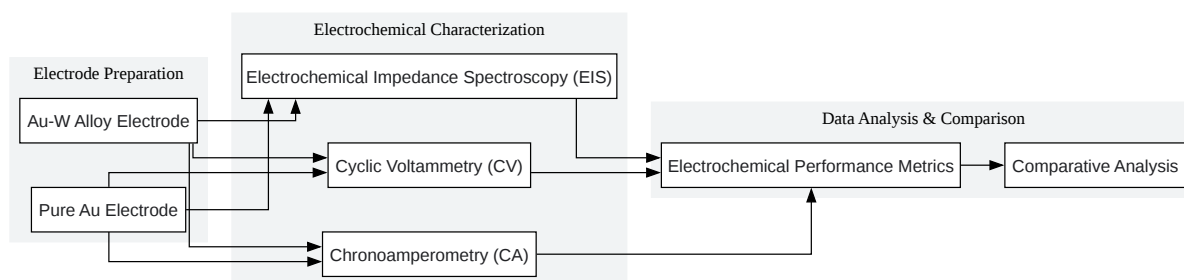 Electrode Preparation
Au-W Alloy Electrode
Pure Au Electrode
Electrochemical Characterization
Electrochemical Impedance Spectroscopy (EIS)
Cyclic Voltammetry (CV)
Chronoamperometry (CA)
Data Analysis & Comparison
Electrochemical Performance Metrics
Comparative Analysis